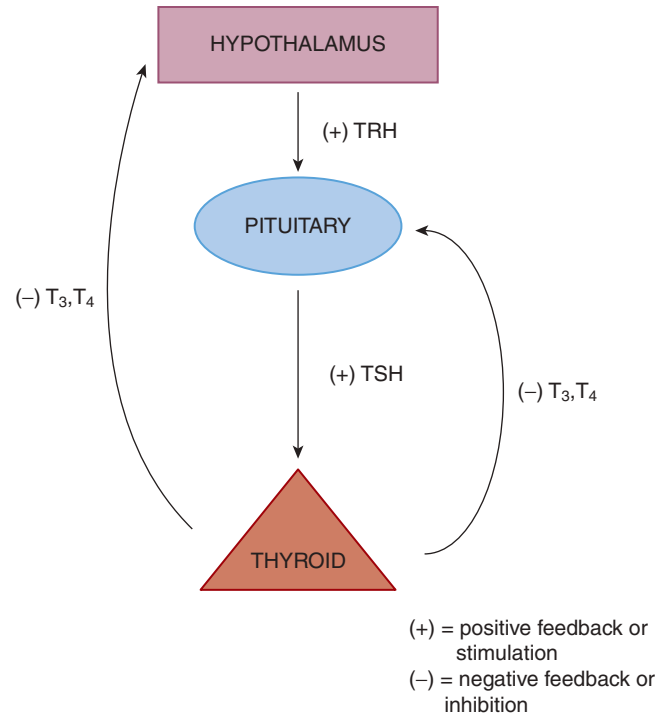 HYPOTHALAMUS
(+) TRH
PITUITARY
(–) T₃,T₄
(+) TSH
(–) T₃,T₄
THYROID
(+) = positive feedback or
stimulation
(–) = negative feedback or
inhibition